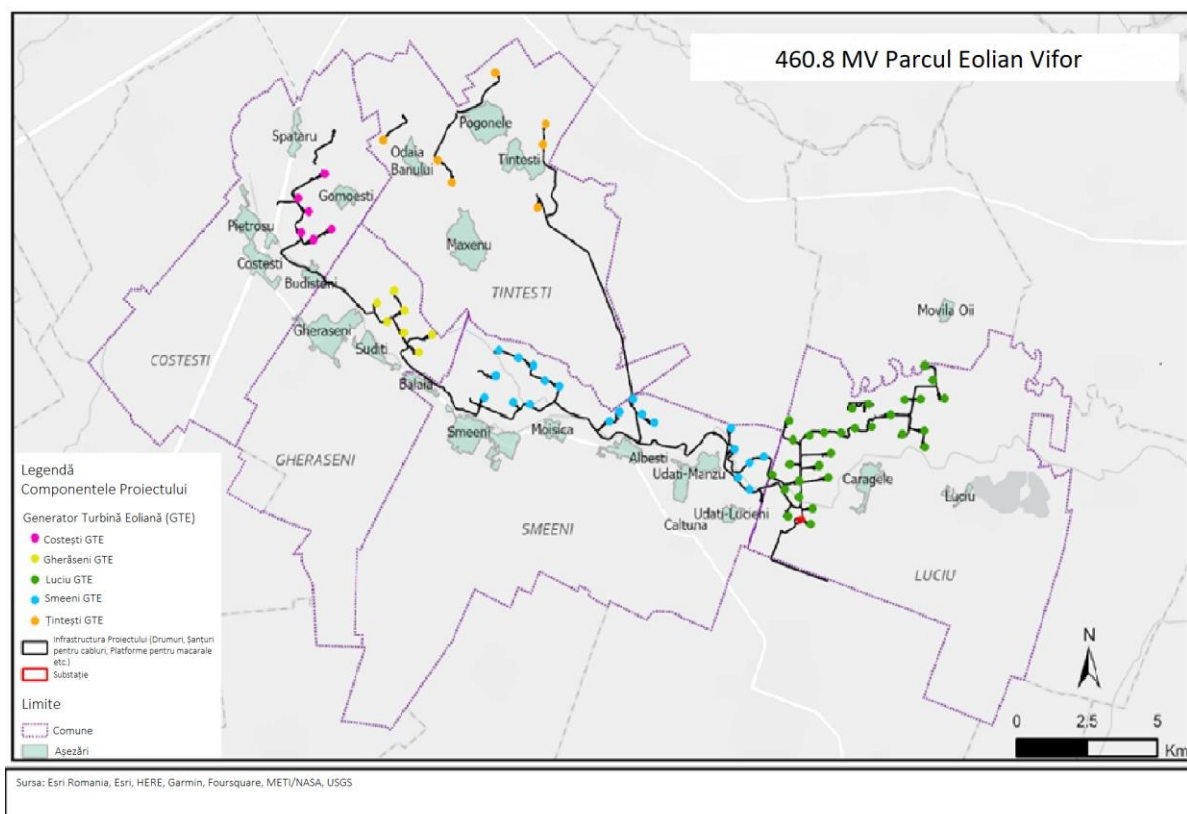 460.8 MV Parcul Eolian Vifor
Spataru
Pogonele
Odaia
Banului
Tintesti
Gomoesti
Pietrosu
Maxenu
Costesti
Budisteni
TINTESTI
Movila Oii
Gheraseni
COSTESTI
Suditi
Balaia
Smeeni
Moisica
GHERASENI
Albesti
Udati-Manzu
Caragele
Luciu
Udati-Lucieni
Caltuna
SMEENI
LUCIU
Legendă
Componentele Proiectului
Generator Turbină Eoliană (GTE)
Costești GTE
Gherăseni GTE
Luciu GTE
Smeeni GTE
Țintești GTE
Infrastructura Proiectului (Drumuri, Șanțuri
pentru cabluri, Platforme pentru macarale
etc.)
Substație
Limite
Comune
Așezări
N
0 2.5 5
Km
Sursa: Esri Romania, Esri, HERE, Garmin, Foursquare, METI/NASA, USGS